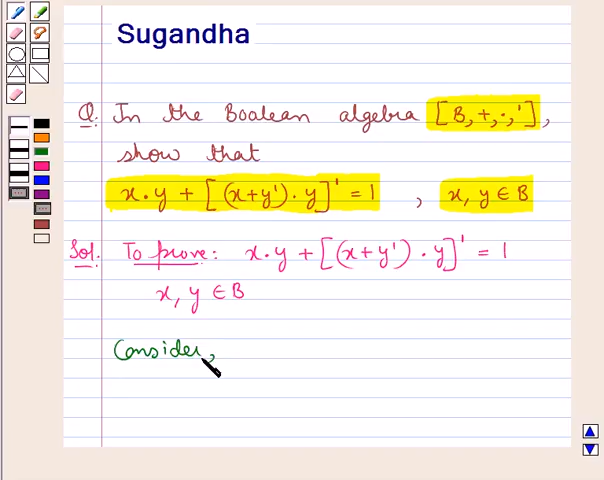 Sugandha
Q. In the Boolean algebra [B, +, ·, '],
show that
x·y + [(x+y')·y]' = 1 , x, y ∈ B
Sol. To prove: x·y + [(x+y')·y]' = 1
x, y ∈ B
Consider,